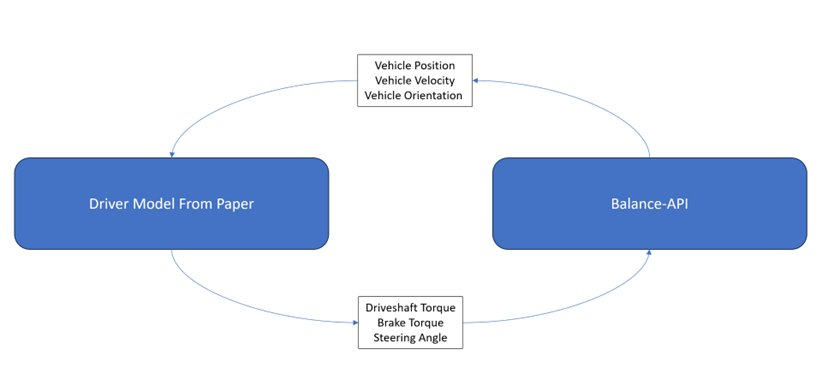 Vehicle Position
Vehicle Velocity
Vehicle Orientation
Driver Model From Paper
Balance-API
Driveshaft Torque
Brake Torque
Steering Angle